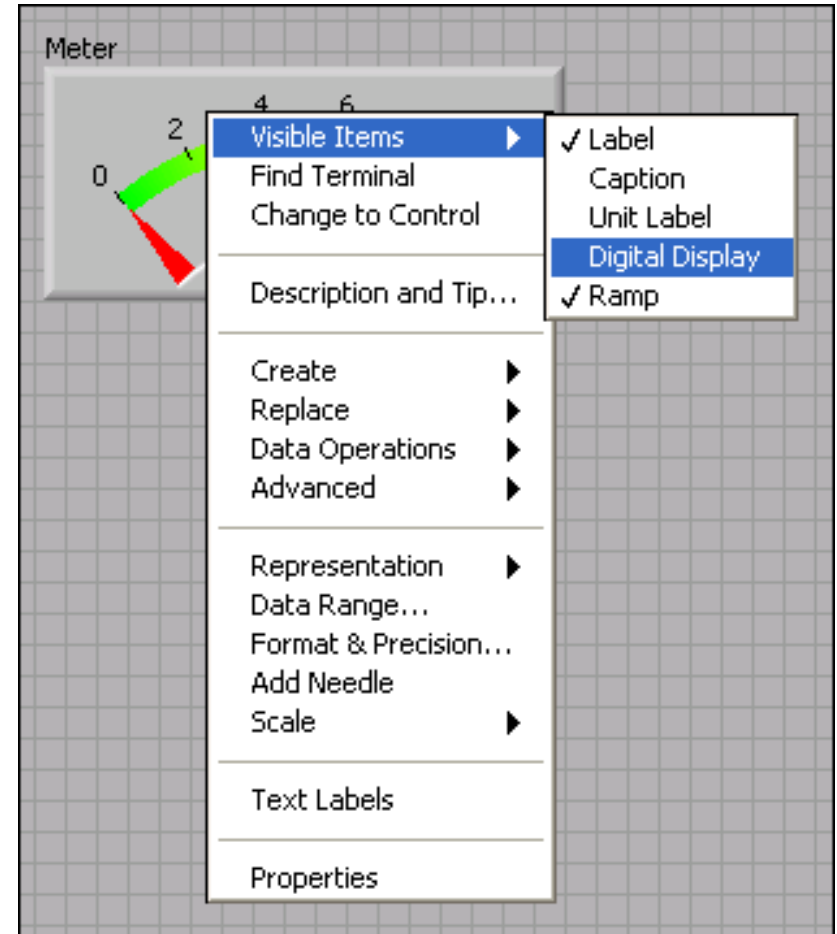 Meter
0
2
4
6
Visible Items
Find Terminal
Change to Control
Description and Tip...
Create
Replace
Data Operations
Advanced
Representation
Data Range...
Format & Precision...
Add Needle
Scale
Text Labels
Properties
Label
Caption
Unit Label
Digital Display
Ramp